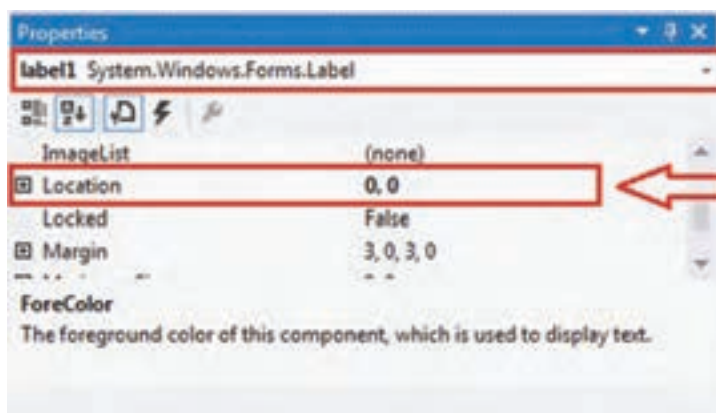 Properties
label1 System.Windows.Forms.Label
ImageList (none)
Location 0, 0
Locked False
Margin 3, 0, 3, 0
ForeColor
The foreground color of this component, which is used to display text.